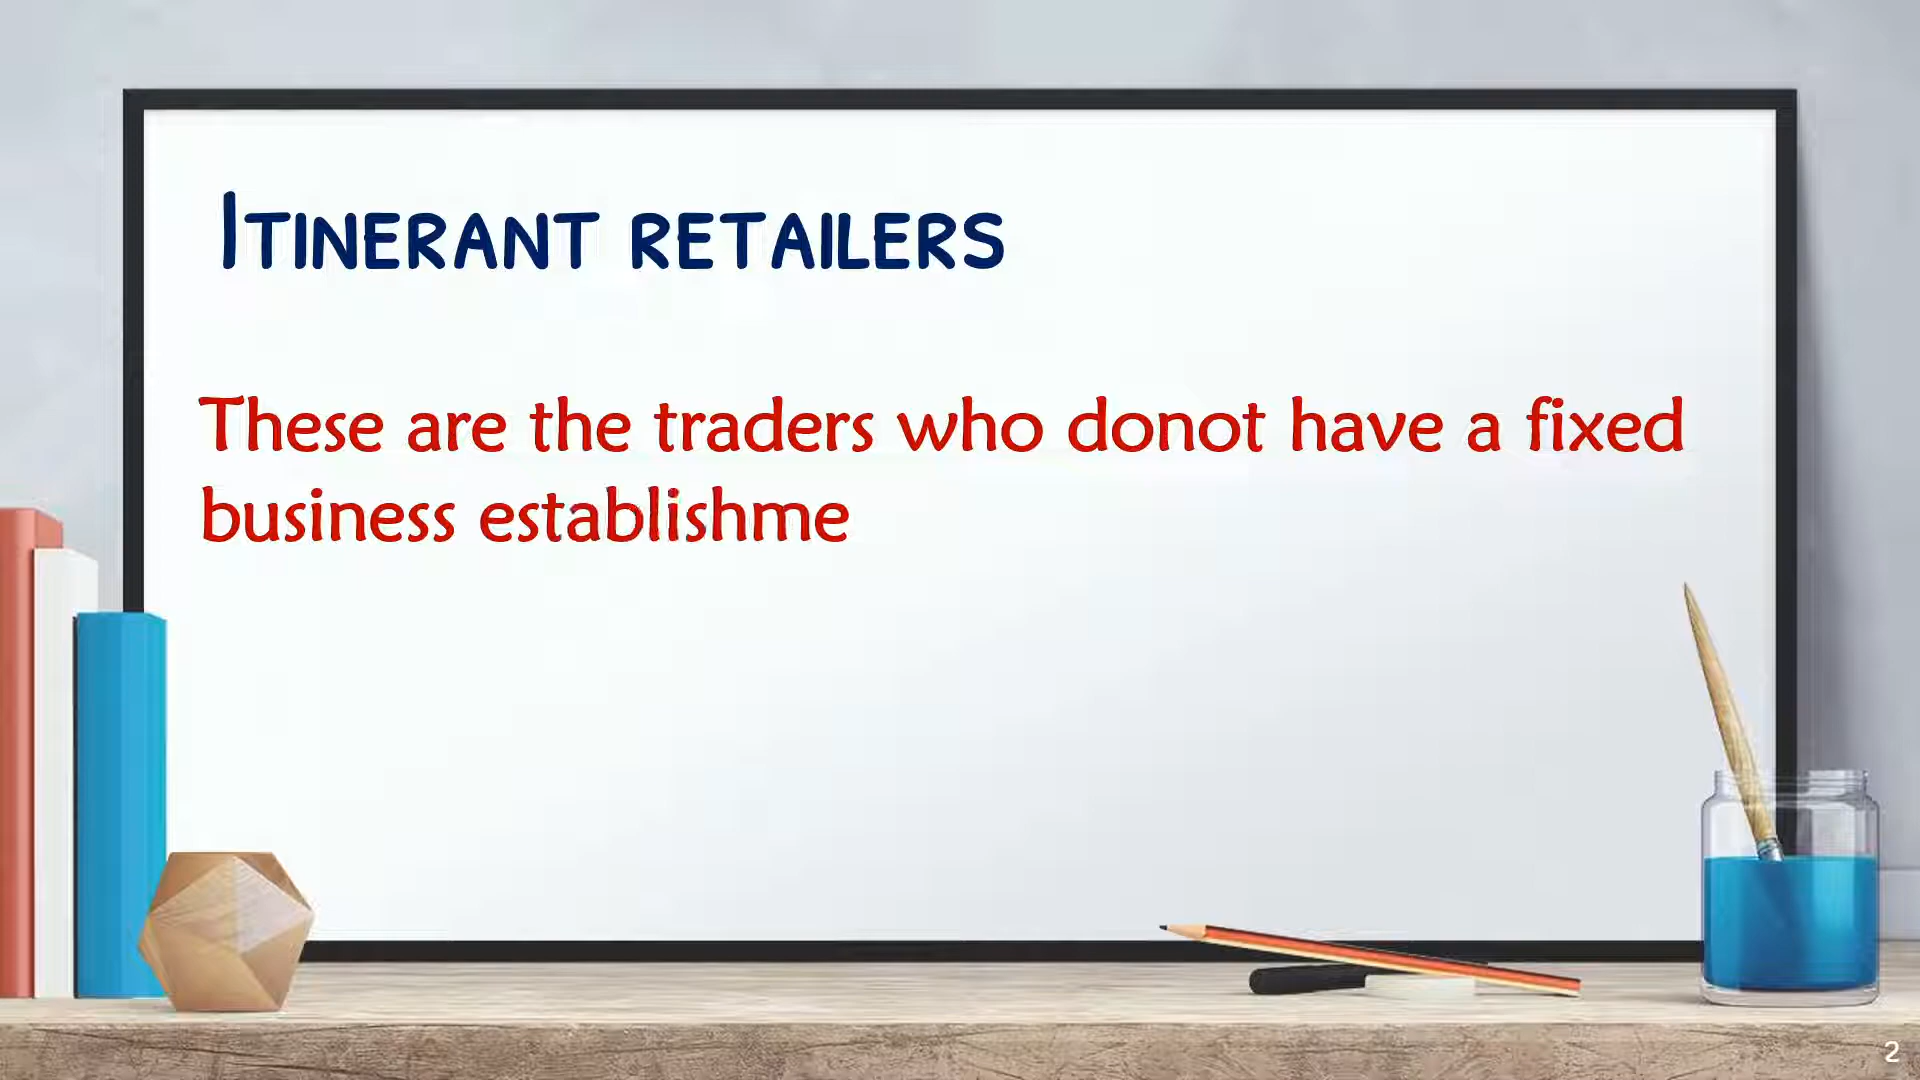 Itinerant retailers
These are the traders who donot have a fixed
business establishme
2